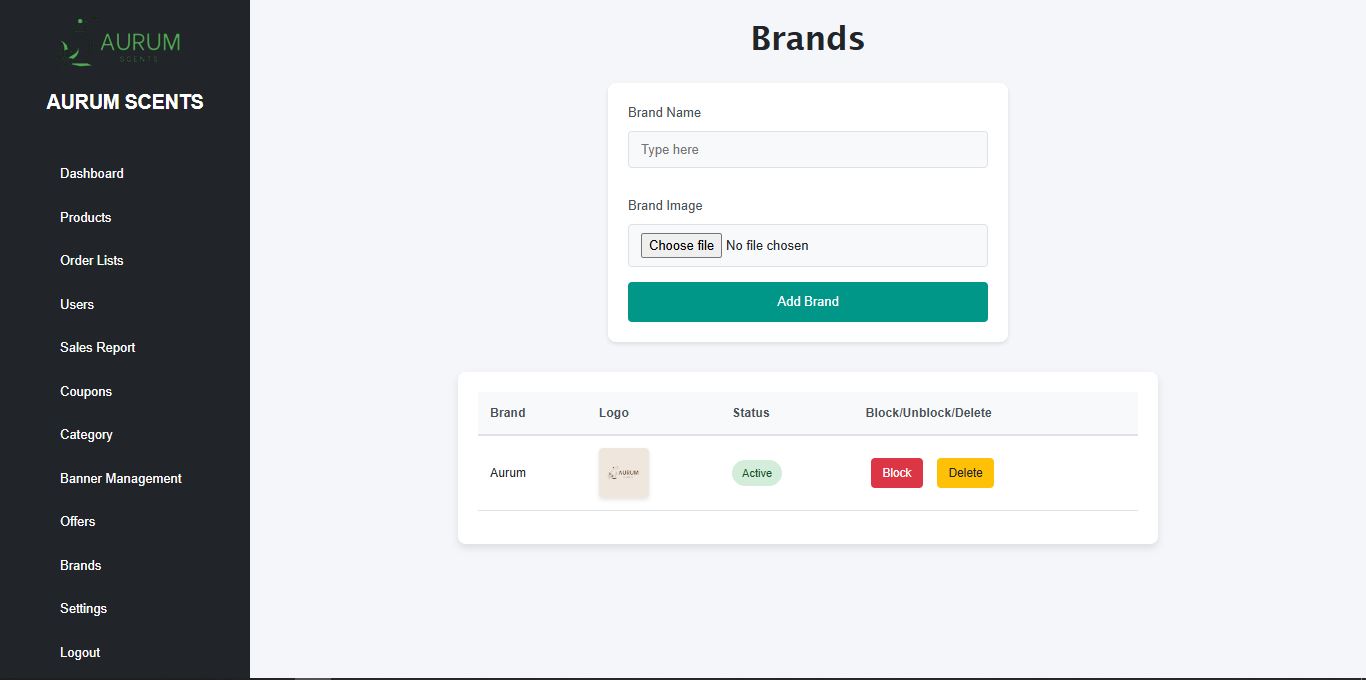 AURUM
SCENTS
AURUM SCENTS
Dashboard
Products
Order Lists
Users
Sales Report
Coupons
Category
Banner Management
Offers
Brands
Settings
Logout
Brands
Brand Name
Type here
Brand Image
Choose file No file chosen
Add Brand
Brand Logo Status Block/Unblock/Delete
Aurum AURUM Active Block Delete